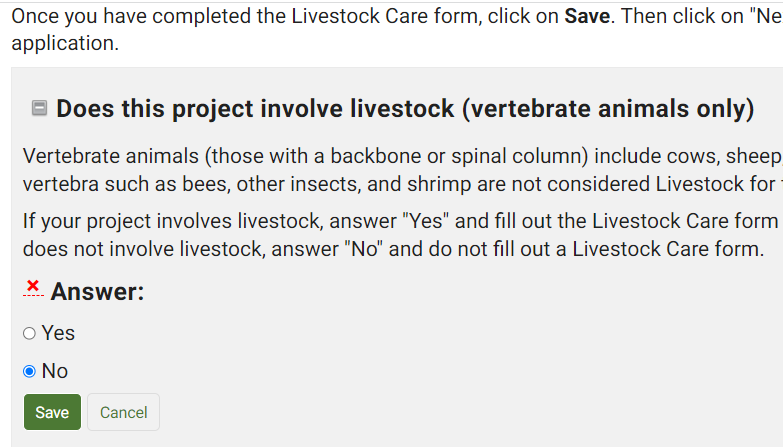 Once you have completed the Livestock Care form, click on Save. Then click on "Ne
application.
Does this project involve livestock (vertebrate animals only)
Vertebrate animals (those with a backbone or spinal column) include cows, sheep,
vertebra such as bees, other insects, and shrimp are not considered Livestock for
If your project involves livestock, answer "Yes" and fill out the Livestock Care form
does not involve livestock, answer "No" and do not fill out a Livestock Care form.
Answer:
Yes
No
Save Cancel